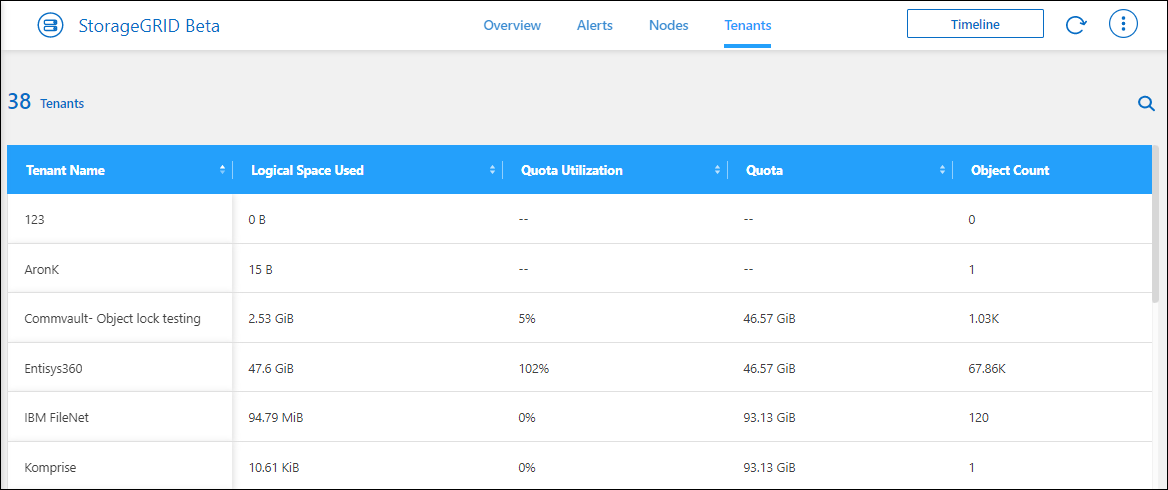 StorageGRID Beta Overview Alerts Nodes Tenants Timeline
38 Tenants
Tenant Name Logical Space Used Quota Utilization Quota Object Count
123 0 B -- -- 0
AronK 15 B -- -- 1
Commvault- Object lock testing 2.53 GiB 5% 46.57 GiB 1.03K
Entisys360 47.6 GiB 102% 46.57 GiB 67.86K
IBM FileNet 94.79 MiB 0% 93.13 GiB 120
Komprise 10.61 KiB 0% 93.13 GiB 1